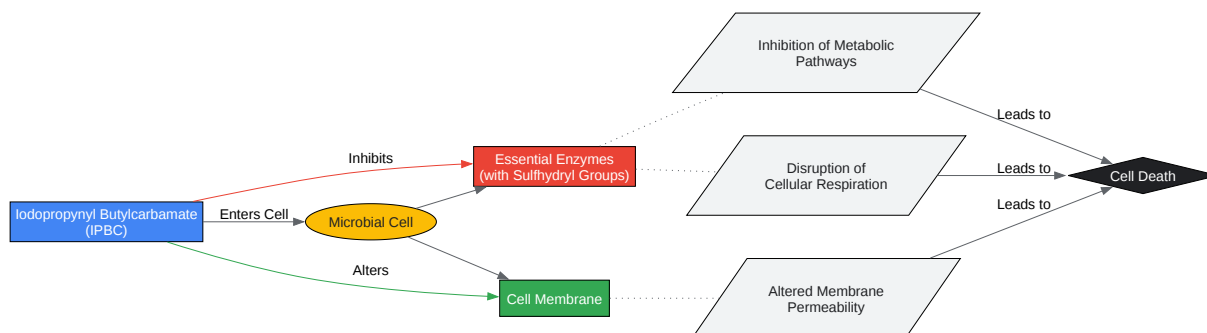 Inhibition of Metabolic
Pathways
Leads to
Inhibits
Essential Enzymes
(with Sulfhydryl Groups)
Disruption of
Cellular Respiration
Leads to
Cell Death
Iodopropynyl Butylcarbamate
(IPBC)
Enters Cell
Microbial Cell
Leads to
Alters
Cell Membrane
Altered Membrane
Permeability